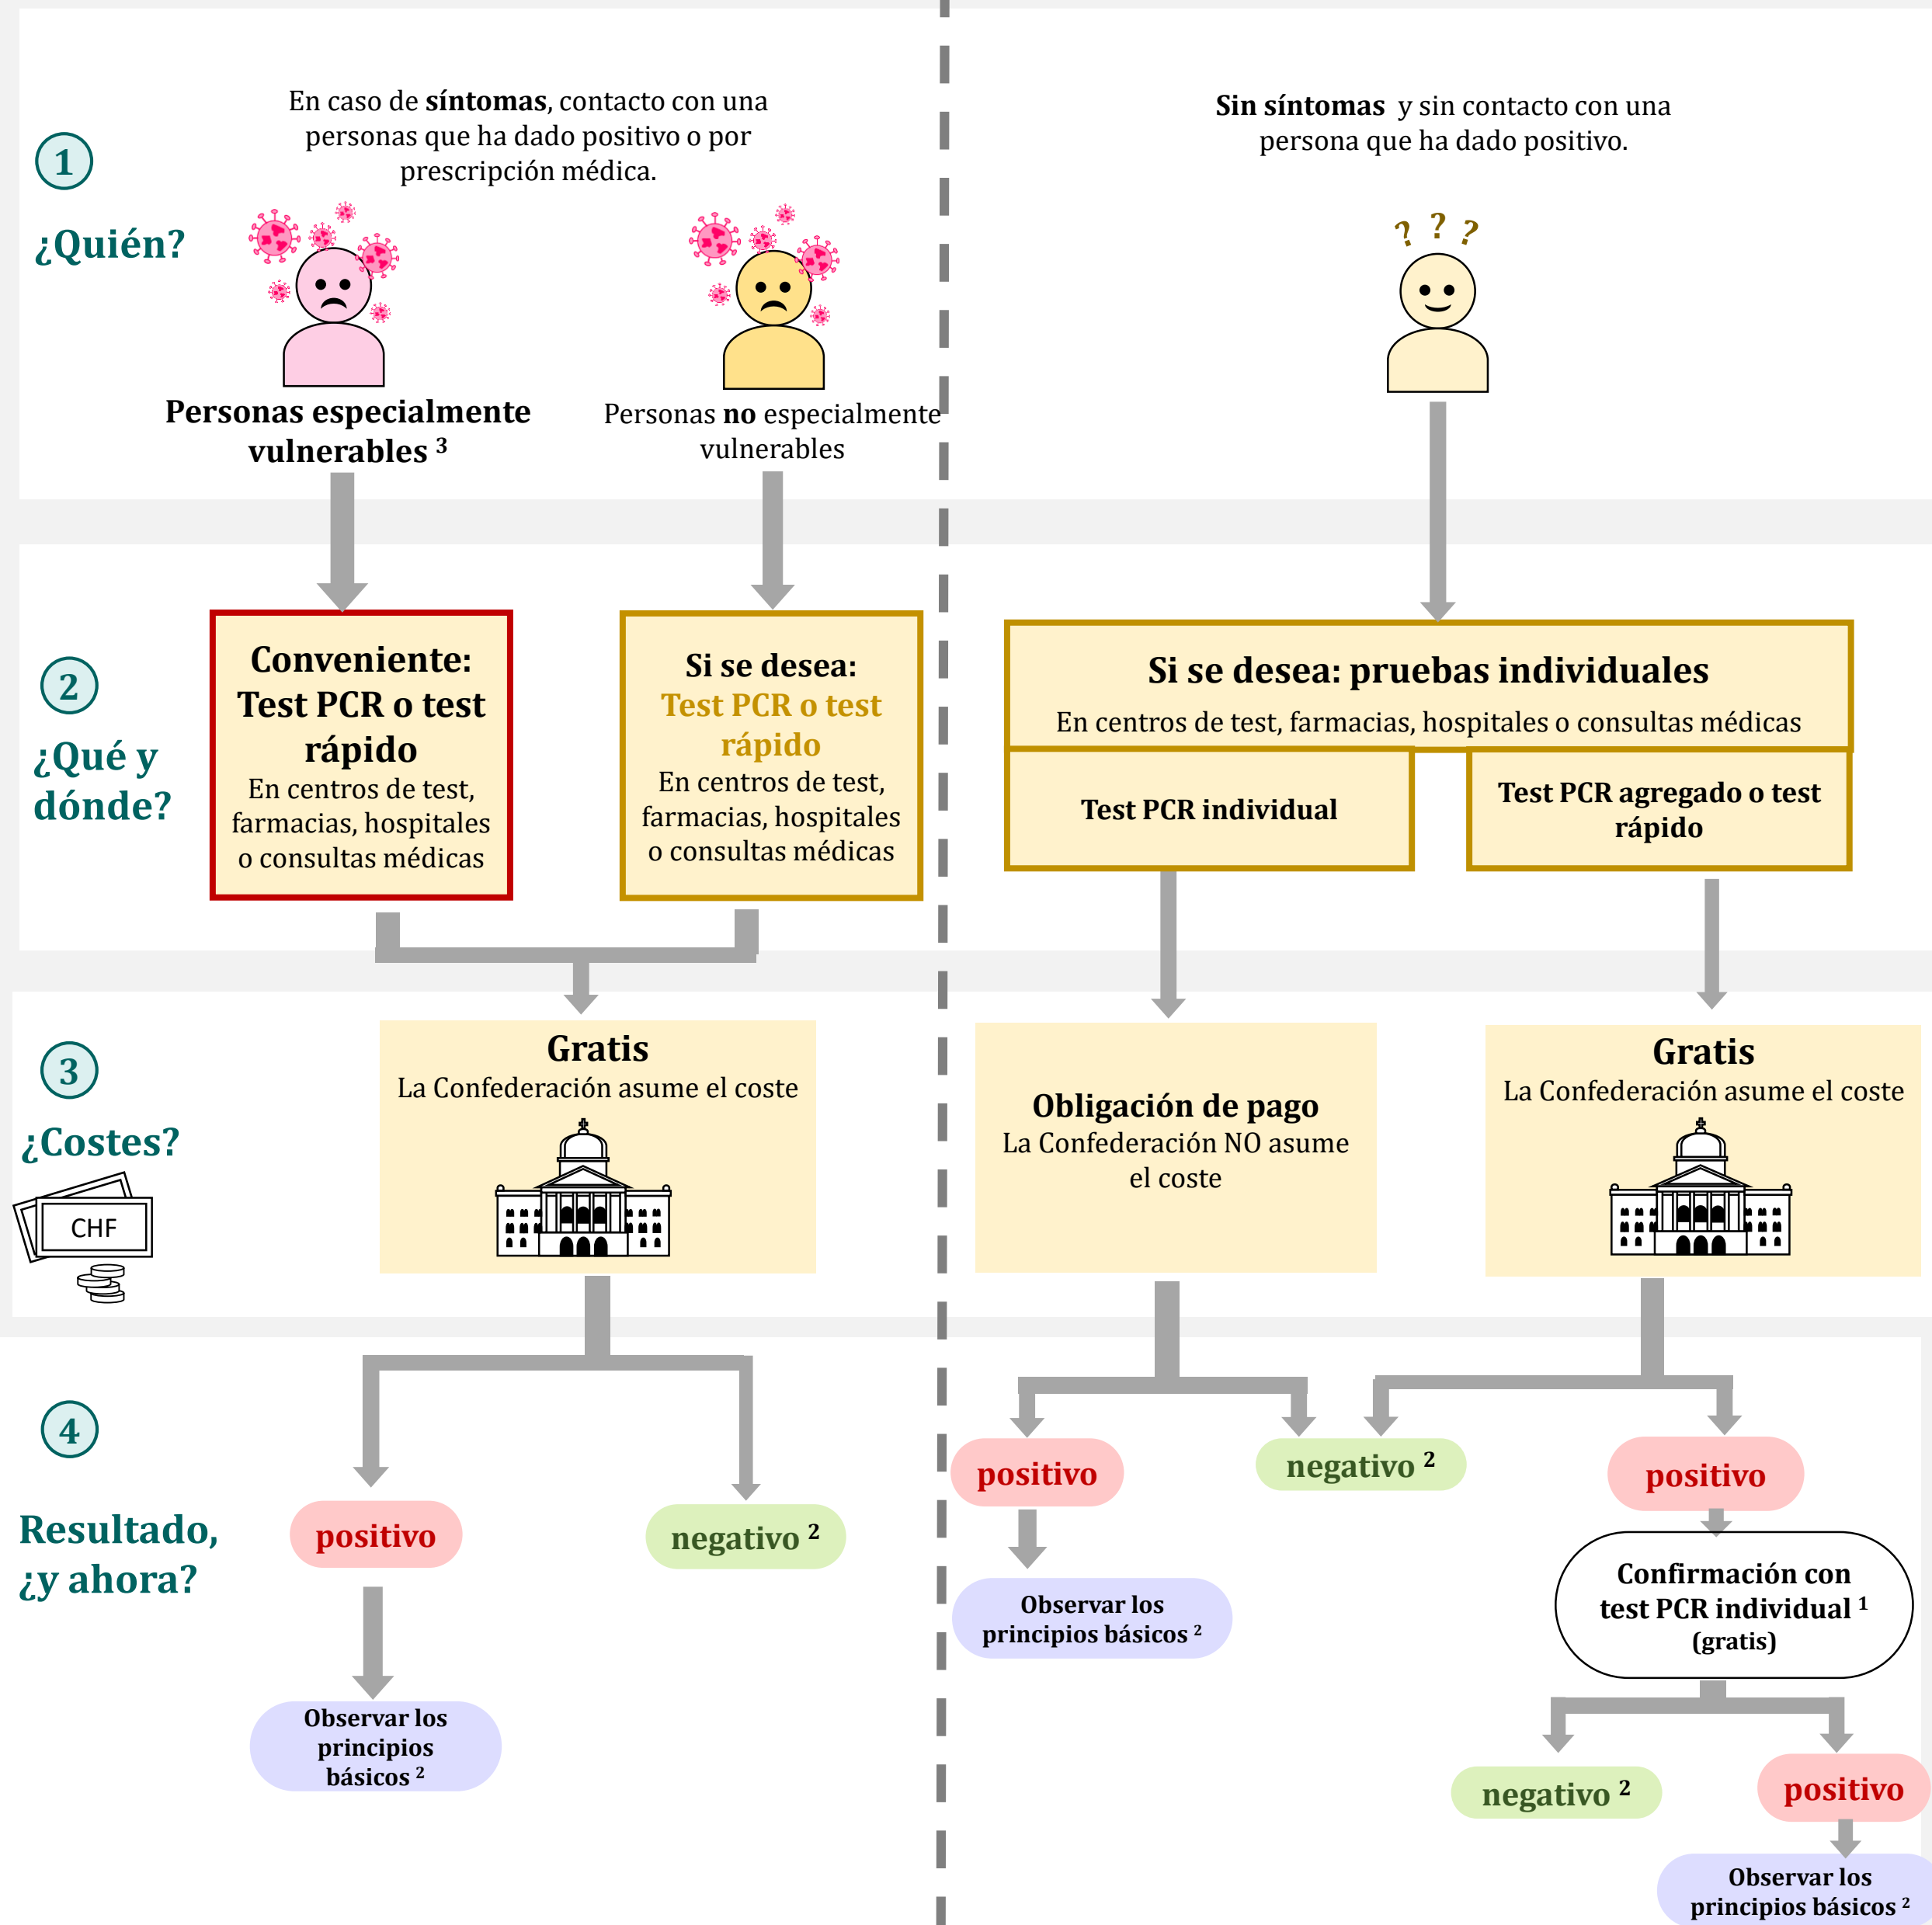 1
¿Quién?
En caso de síntomas, contacto con una
personas que ha dado positivo o por
prescripción médica.
Personas especialmente
vulnerables ³
Personas no especialmente
vulnerables
Sin síntomas y sin contacto con una
persona que ha dado positivo.
? ? ?
2
¿Qué y
dónde?
Conveniente:
Test PCR o test
rápido
En centros de test,
farmacias, hospitales
o consultas médicas
Si se desea:
Test PCR o test
rápido
En centros de test,
farmacias, hospitales
o consultas médicas
Si se desea: pruebas individuales
En centros de test, farmacias, hospitales o consultas médicas
Test PCR individual
Test PCR agregado o test
rápido
3
¿Costes?
CHF
Gratis
La Confederación asume el coste
Obligación de pago
La Confederación NO asume
el coste
Gratis
La Confederación asume el coste
4
Resultado,
¿y ahora?
positivo
negativo ²
Observar los
principios
básicos ²
positivo
negativo ²
positivo
Observar los
principios básicos ²
Confirmación con
test PCR individual ¹
(gratis)
negativo ²
positivo
Observar los
principios básicos ²